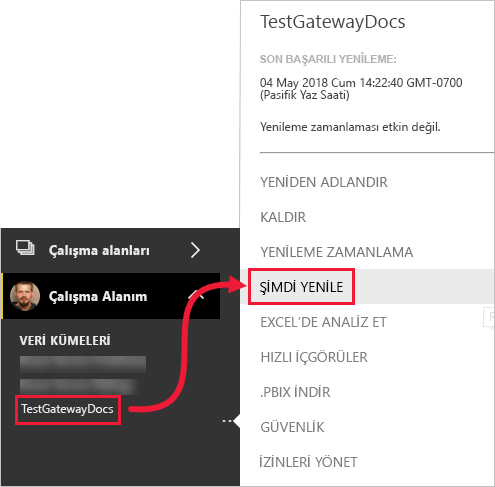 TestGatewayDocs
SON BAŞARILI YENİLEME:
04 May 2018 Cum 14:22:40 GMT-0700
(Pasifik Yaz Saati)
Yenileme zamanlaması etkin değil.
YENİDEN ADLANDIR
KALDIR
YENİLEME ZAMANLAMA
ŞİMDİ YENİLE
EXCEL'DE ANALİZ ET
HIZLI İÇGÖRÜLER
.PBIX İNDİR
GÜVENLİK
İZİNLERİ YÖNET
Çalışma alanları
Çalışma Alanım
VERİ KÜMELERİ
TestGatewayDocs